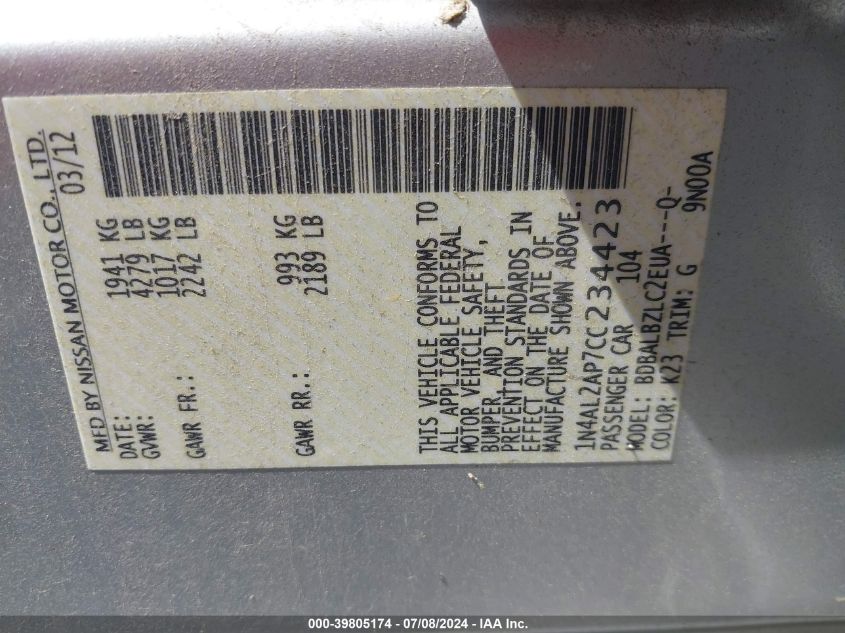 MFD BY NISSAN MOTOR CO., LTD.
DATE: 03/12
GVWR: 1941 KG
4279 LB
GAWR FR.: 1017 KG
2242 LB
GAWR RR.: 993 KG
2189 LB
THIS VEHICLE CONFORMS TO
ALL APPLICABLE FEDERAL
MOTOR VEHICLE SAFETY,
BUMPER, AND THEFT
PREVENTION STANDARDS IN
EFFECT ON THE DATE OF
MANUFACTURE SHOWN ABOVE.
1N4AL2AP7CC234423
PASSENGER CAR 104
MODEL: BDBALBZLC2EUA---Q-
COLOR: K23 TRIM: G 9N00A
000-39805174 - 07/08/2024 - IAA Inc.